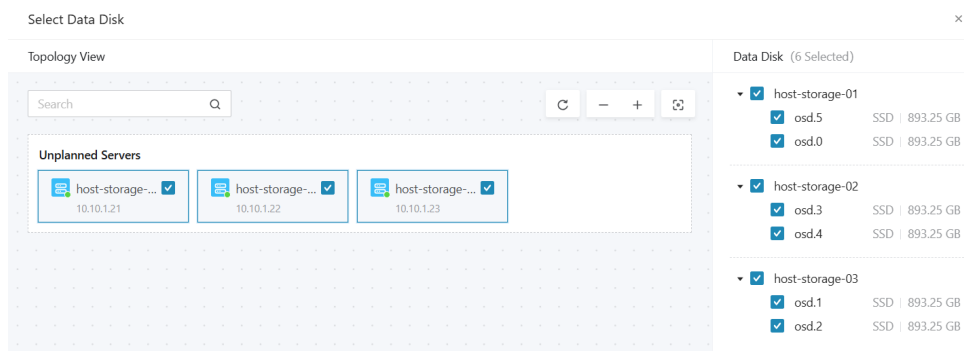 Select Data Disk
Topology View
Search
Unplanned Servers
host-storage-...
10.10.1.21
host-storage-...
10.10.1.22
host-storage-...
10.10.1.23
Data Disk (6 Selected)
host-storage-01
osd.5 SSD | 893.25 GB
osd.0 SSD | 893.25 GB
host-storage-02
osd.3 SSD | 893.25 GB
osd.4 SSD | 893.25 GB
host-storage-03
osd.1 SSD | 893.25 GB
osd.2 SSD | 893.25 GB